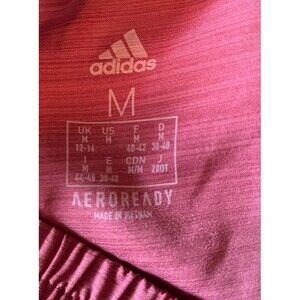 adidas
M
UK US F D
M M M M
12-14 M 40-42 38-40
I E CDN J
M M M/M 2XOT
44-46 38-40
AEROREADY
MADE IN VIETNAM